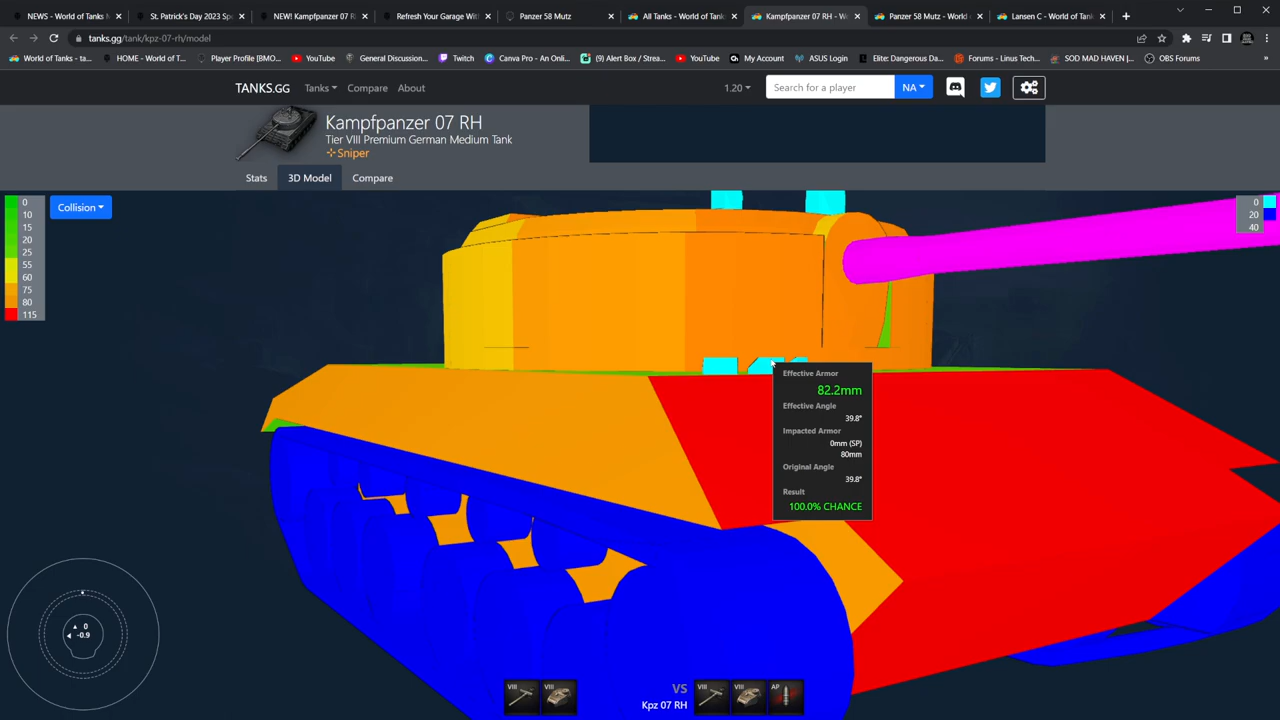 NEWS - World of Tanks M
St. Patrick's Day 2023 Spe
NEW! Kampfpanzer 07 R
Refresh Your Garage With
Panzer 58 Mutz
All Tanks - World of Tank
Kampfpanzer 07 RH - Wo
Panzer 58 Mutz - World o
Lansen C - World of Tank
tanks.gg/tank/kpz-07-rh/model
World of Tanks - ta...
HOME - World of T...
Player Profile (BMO...
YouTube
General Discussion...
Twitch
Canva Pro - An Onli...
(9) Alert Box / Strea...
YouTube
My Account
ASUS Login
Elite: Dangerous Da...
Forums - Linus Tech...
SOD MAD HAVEN |...
OBS Forums
»
TANKS.GG
Tanks
Compare
About
1.20
Search for a player
NA
Kampfpanzer 07 RH
Tier VIII Premium German Medium Tank
Sniper
Stats
3D Model
Compare
Collision
0
10
15
20
25
55
60
75
80
115
0
20
40
Effective Armor
82.2mm
Effective Angle
39.8°
Impacted Armor
0mm (SP)
80mm
Original Angle
39.8°
Result
100.0% CHANCE
0
-0.9
VIII
VIII
VS
Kpz 07 RH
VIII
VIII
AP